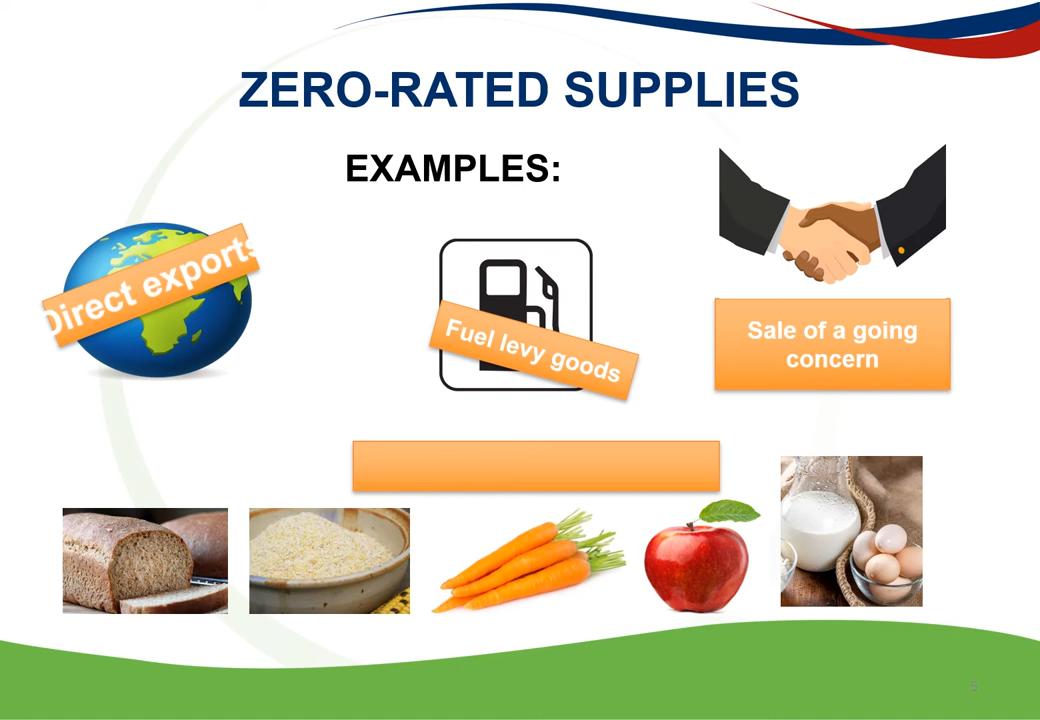 ZERO-RATED SUPPLIES
EXAMPLES:
Direct exports
Fuel levy goods
Sale of a going
concern
5